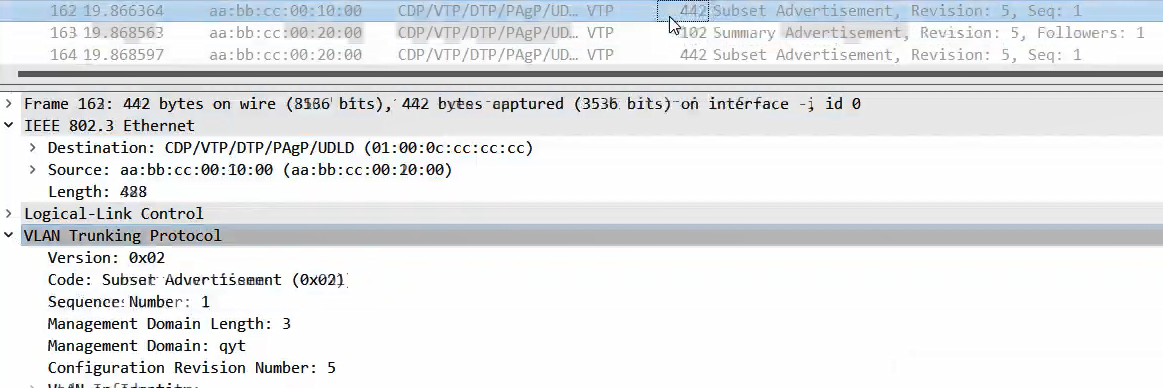 162 19.866364 aa:bb:cc:00:10:00 CDP/VTP/DTP/PAgP/UD… VTP 442 Subset Advertisement, Revision: 5, Seq: 1
163 19.868563 aa:bb:cc:00:20:00 CDP/VTP/DTP/PAgP/UD… VTP 102 Summary Advertisement, Revision: 5, Followers: 1
164 19.868597 aa:bb:cc:00:20:00 CDP/VTP/DTP/PAgP/UD… VTP 442 Subset Advertisement, Revision: 5, Seq: 1
Frame 162: 442 bytes on wire bits), 442 bytes captured (3536 bits) on interface id 0
IEEE 802.3 Ethernet
Destination: CDP/VTP/DTP/PAgP/UDLD (01:00:0c:cc:cc:cc)
Source: aa:bb:cc:00:10:00 (aa:bb:cc:00:20:00)
Length:
Logical-Link Control
VLAN Trunking Protocol
Version: 0x02
Code: Subset Advertisement (0x02)
Sequence Number: 1
Management Domain Length: 3
Management Domain: qyt
Configuration Revision Number: 5